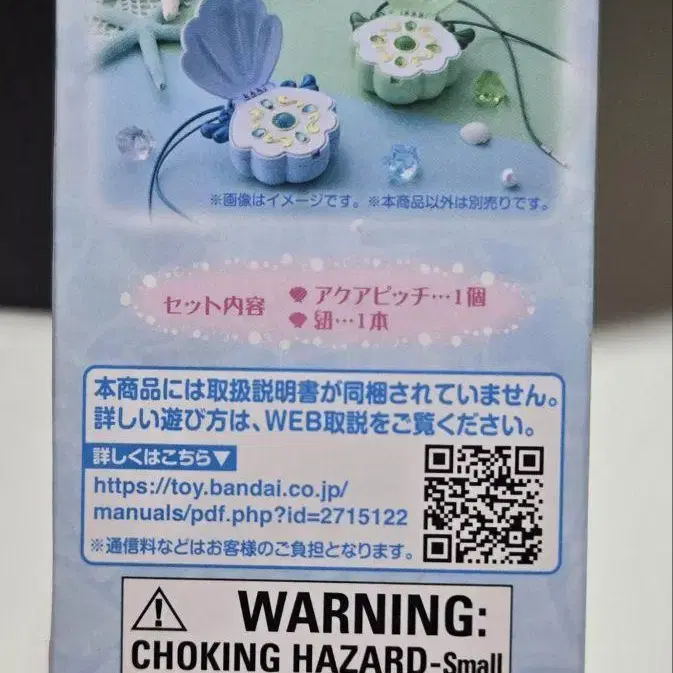 ※画像はイメージです。※本商品以外は別売りです。
セット内容
アクアピッチ…1個
紐…1本
本商品には取扱説明書が同梱されていません。
詳しい遊び方は、WEB取説をご覧ください。
詳しくはこちら▼
https://toy.bandai.co.jp/
manuals/pdf.php?id=2715122
※通信料などはお客様のご負担となります。
WARNING:
CHOKING HAZARD-Small